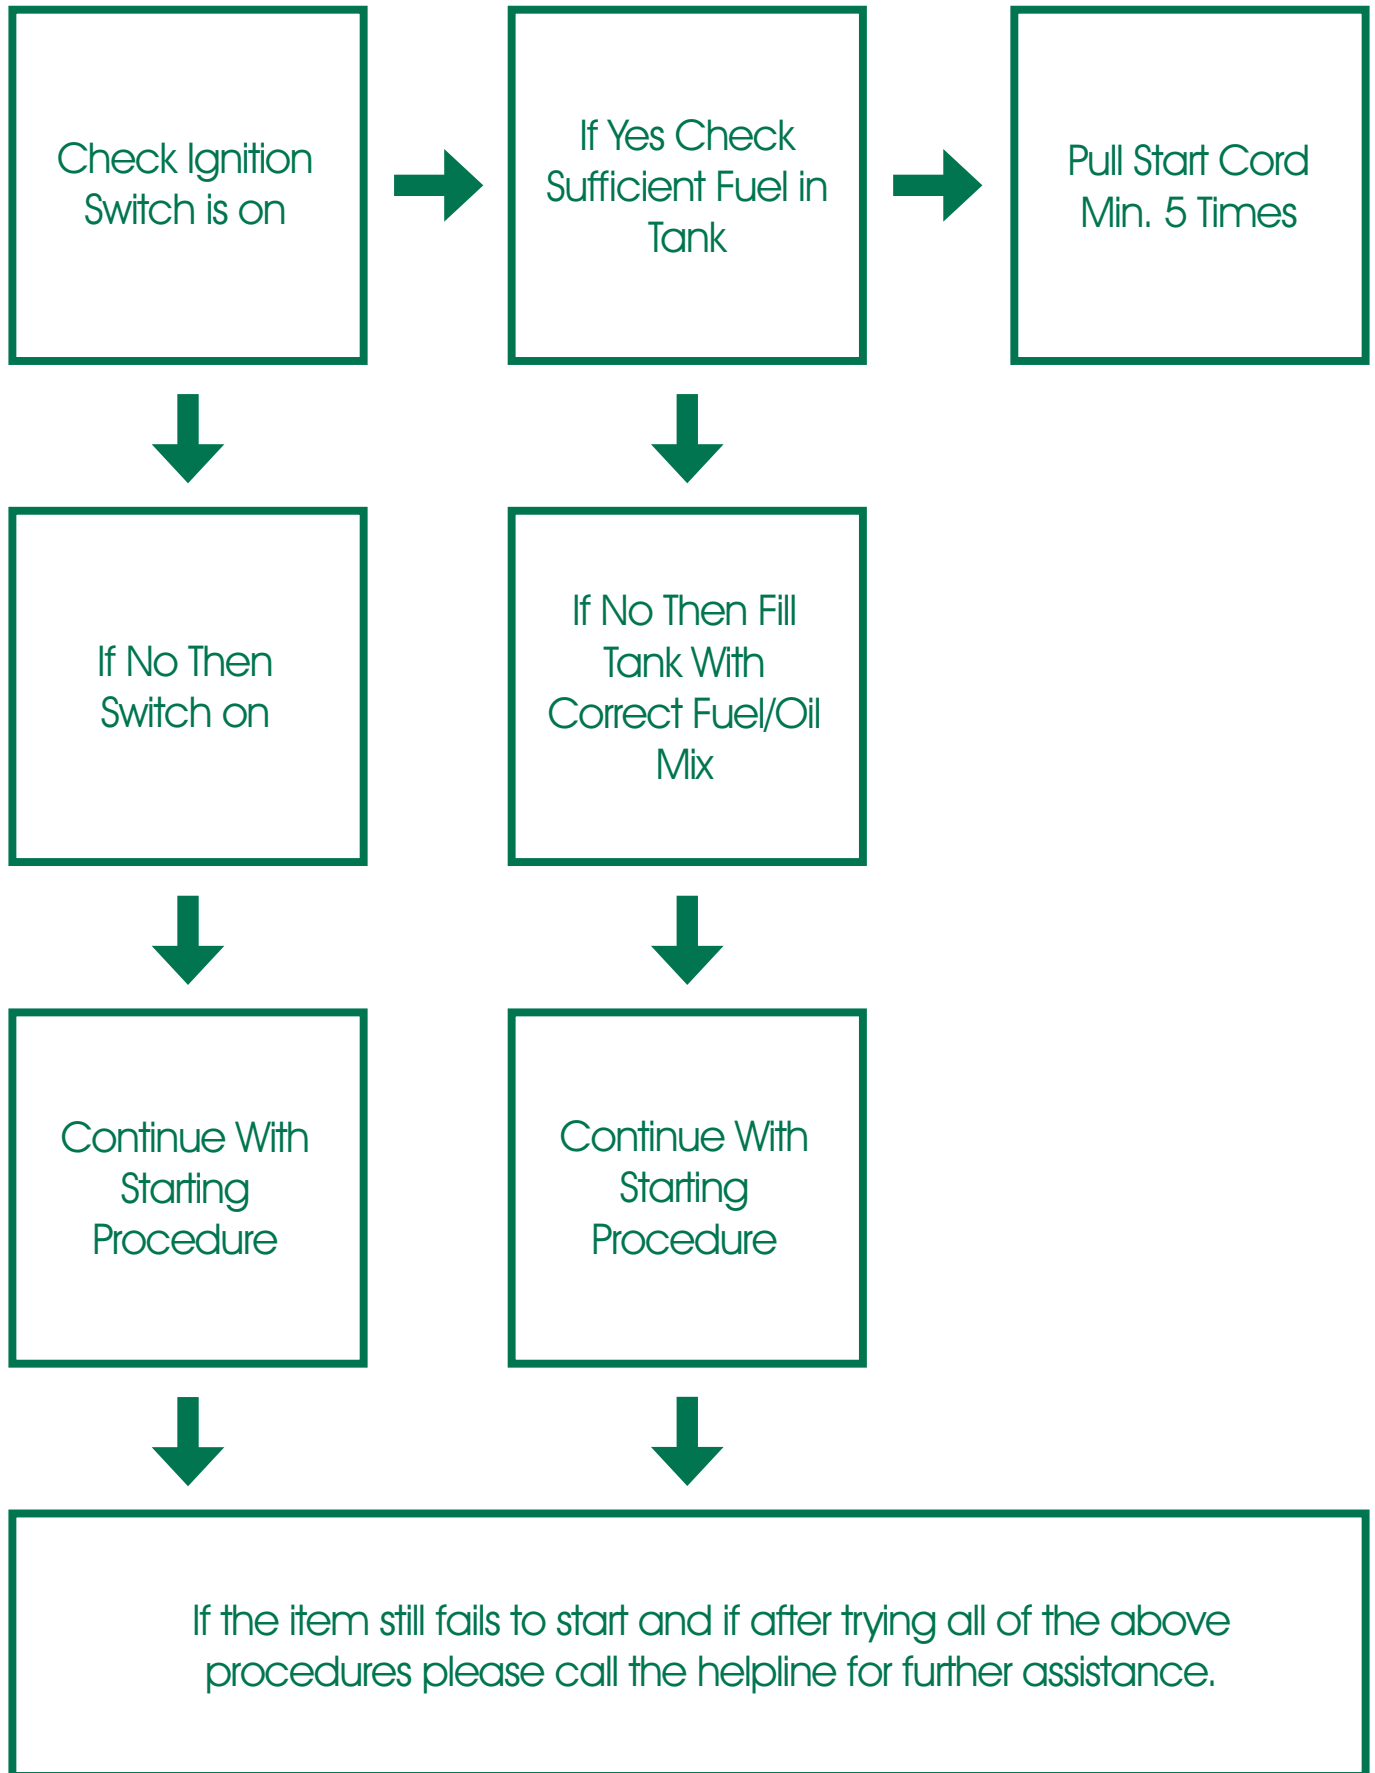 Check Ignition
Switch is on
If Yes Check
Sufficient Fuel in
Tank
Pull Start Cord
Min. 5 Times
If No Then
Switch on
If No Then Fill
Tank With
Correct Fuel/Oil
Mix
Continue With
Starting
Procedure
Continue With
Starting
Procedure
If the item still fails to start and if after trying all of the above
procedures please call the helpline for further assistance.